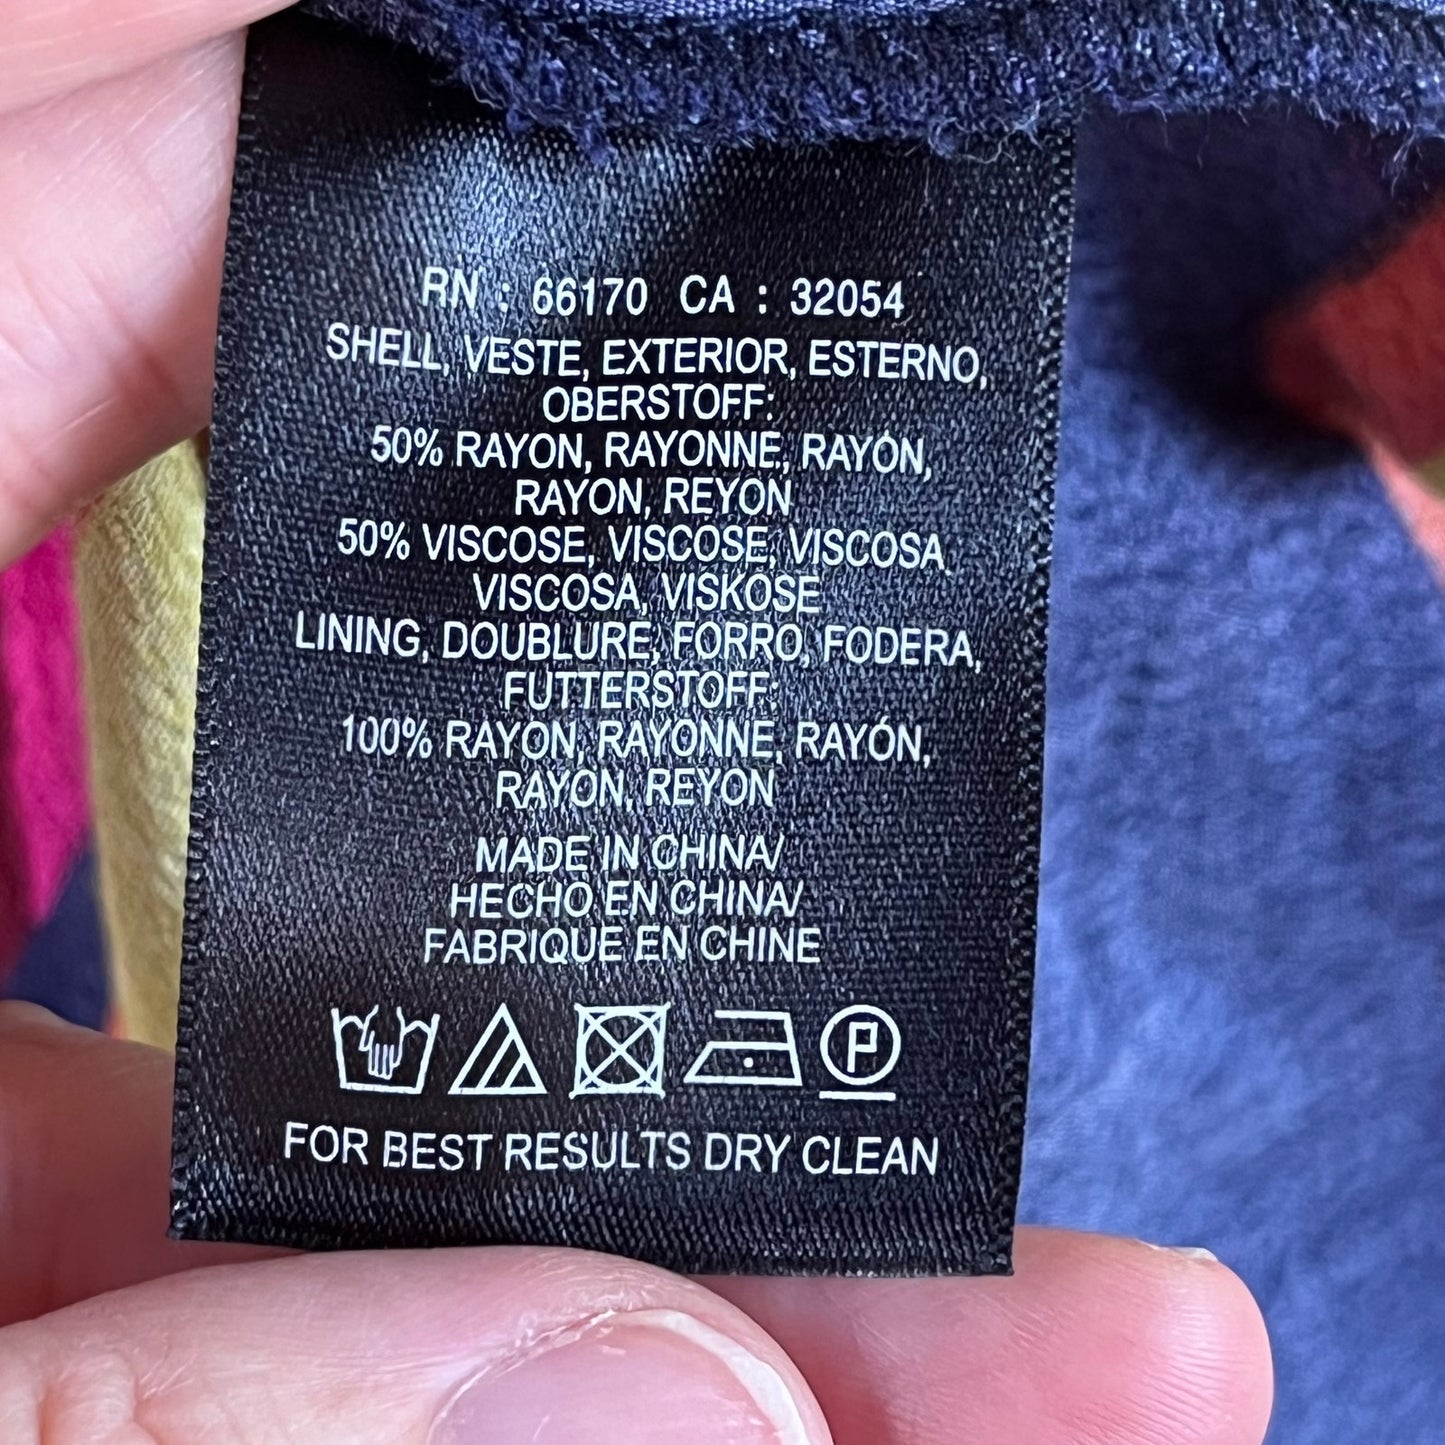 RN : 66170 CA : 32054
SHELL, VESTE, EXTERIOR, ESTERNO,
OBERSTOFF:
50% RAYON, RAYONNE, RAYÓN,
RAYON, REYON
50% VISCOSE, VISCOSE, VISCOSA
VISCOSA, VISKOSE
LINING, DOUBLURE, FORRO, FODERA,
FUTTERSTOFF:
100% RAYON, RAYONNE, RAYÓN,
RAYON, REYON
MADE IN CHINA/
HECHO EN CHINA/
FABRIQUE EN CHINE
P
FOR BEST RESULTS DRY CLEAN